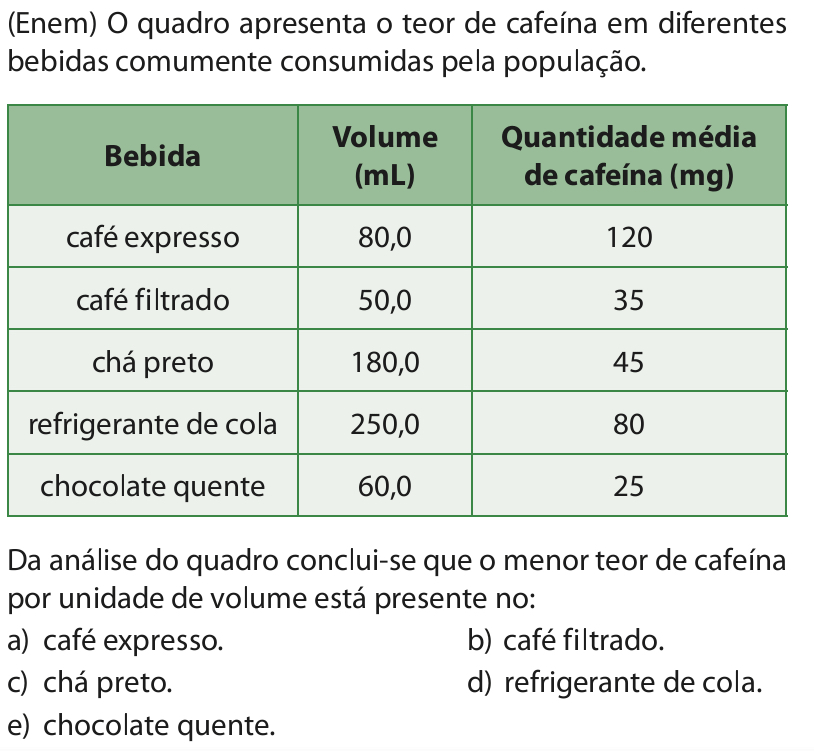 (Enem) O quadro apresenta o teor de cafeína em diferentes
bebidas comumente consumidas pela população.
Bebida Volume (mL) Quantidade média de cafeína (mg)
café expresso 80,0 120
café filtrado 50,0 35
chá preto 180,0 45
refrigerante de cola 250,0 80
chocolate quente 60,0 25
Da análise do quadro conclui-se que o menor teor de cafeína
por unidade de volume está presente no:
a) café expresso. b) café filtrado.
c) chá preto. d) refrigerante de cola.
e) chocolate quente.